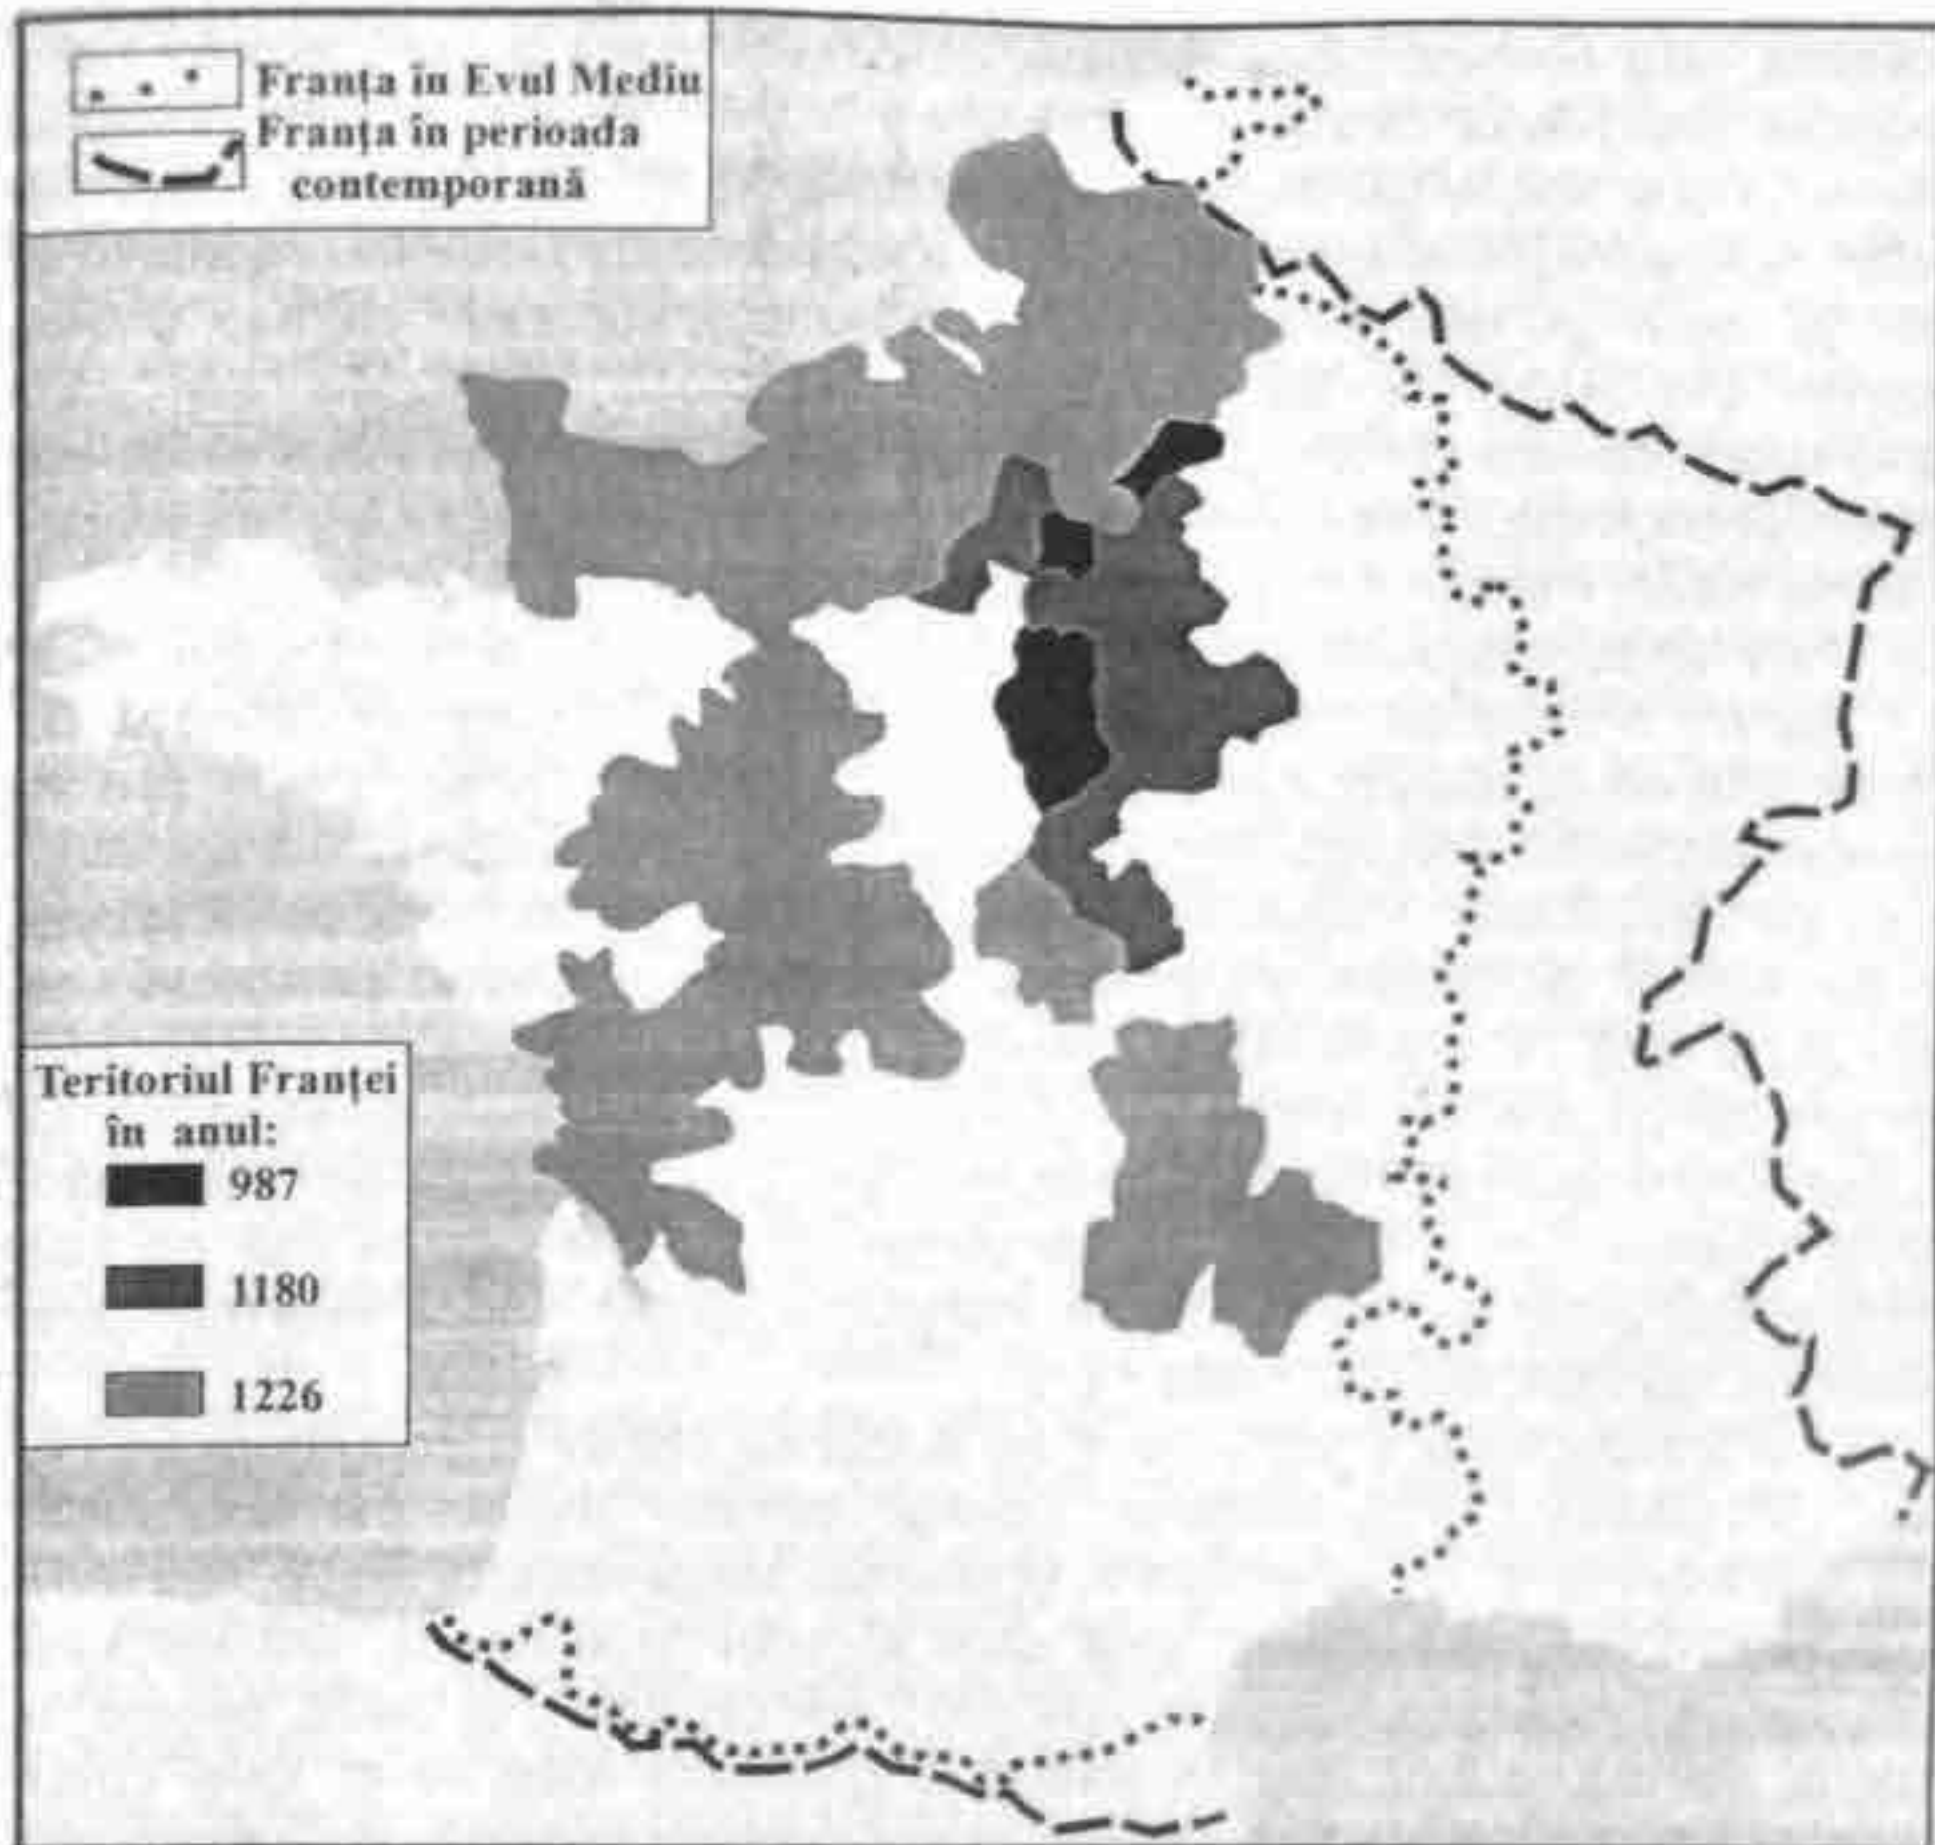 Franța în Evul Mediu
Franța în perioada
contemporană
Teritoriul Franței
în anul:
987
1180
1226